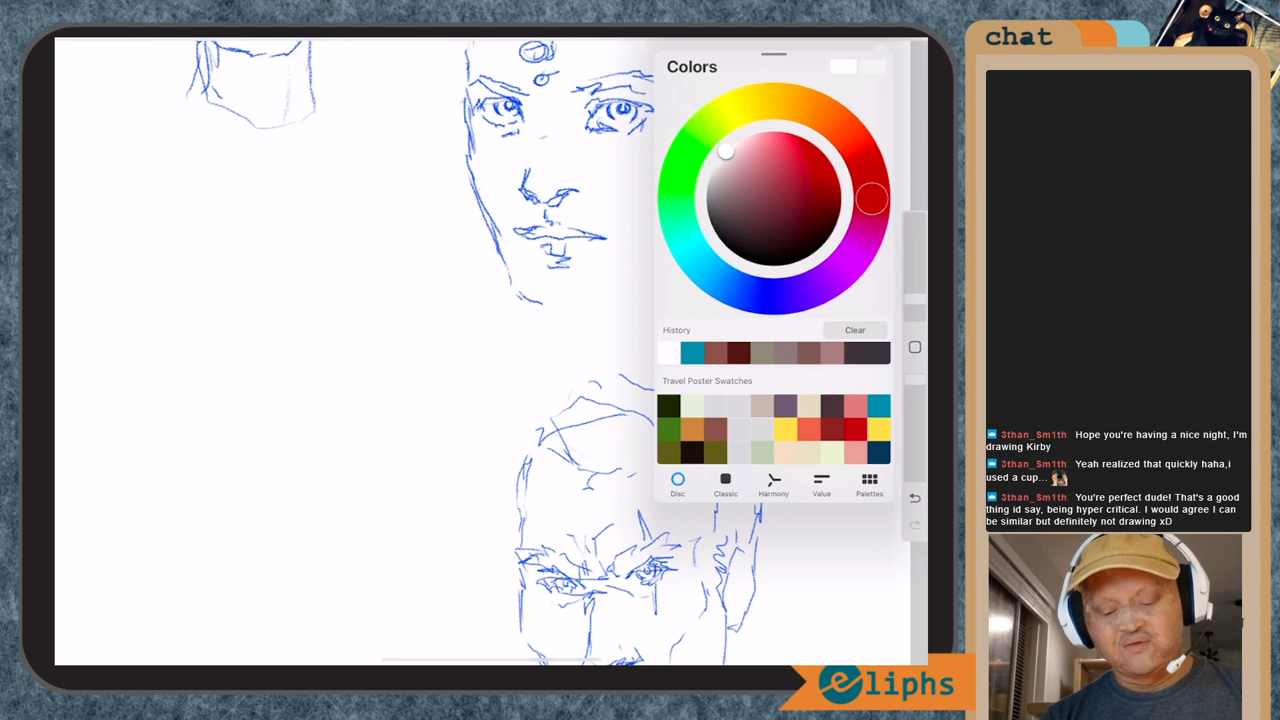 chat
Colors
History
Clear
Travel Poster Swatches
Disc
Classic
Harmony
Value
Palettes
3than_Sm1th: Hope you're having a nice night, I'm
drawing Kirby
3than_Sm1th: Yeah realized that quickly haha,i
used a cup...
3than_Sm1th: You're perfect dude! That's a good
thing id say, being hyper critical. I would agree I can
be similar but definitely not drawing xD
eliphs